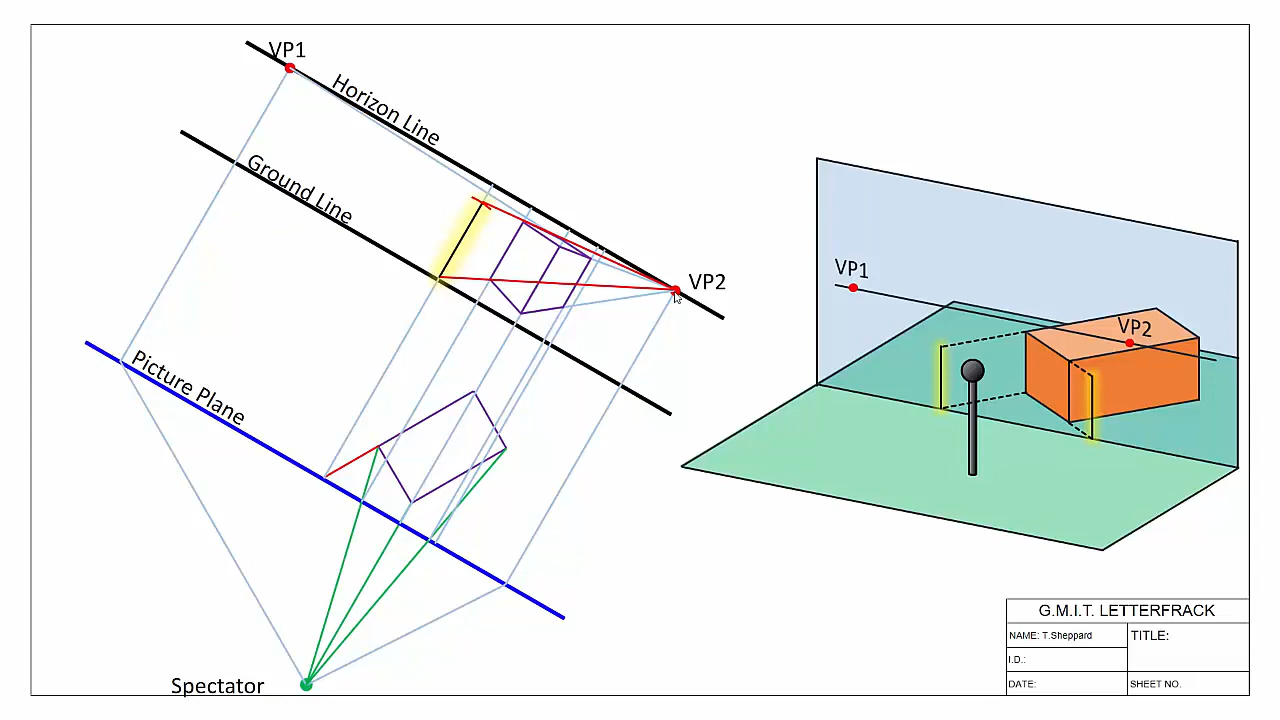 VP1
Horizon Line
Ground Line
VP2
Picture Plane
Spectator
VP1
VP2
G.M.I.T. LETTERFRACK
NAME: T.Sheppard
TITLE:
I.D.:
DATE:
SHEET NO.